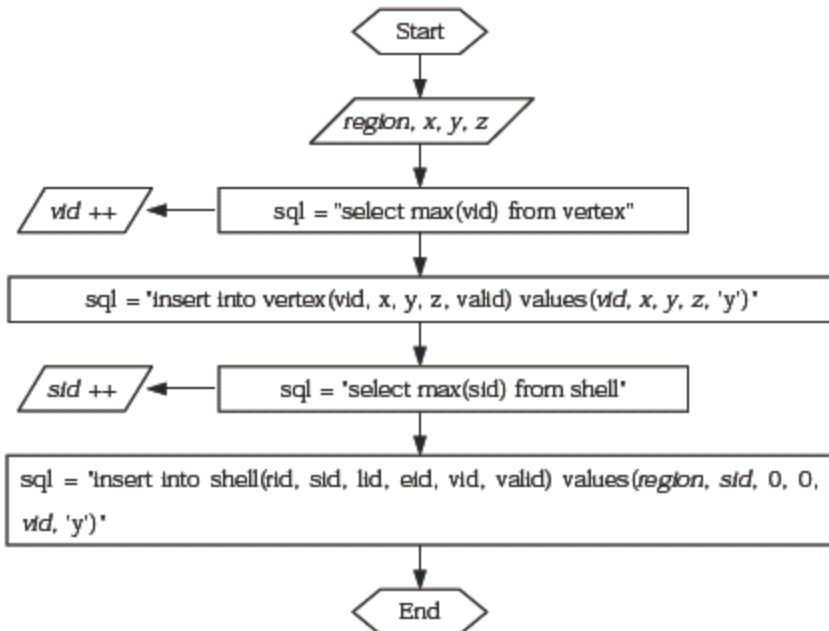 Start
region, x, y, z
vid ++
sql = "select max(vid) from vertex"
sql = "insert into vertex(vid, x, y, z, valid) values(vid, x, y, z, 'y')"
sid ++
sql = "select max(sid) from shell"
sql = "insert into shell(rid, sid, lid, eid, vid, valid) values(region, sid, 0, 0,
vid, 'y')"
End